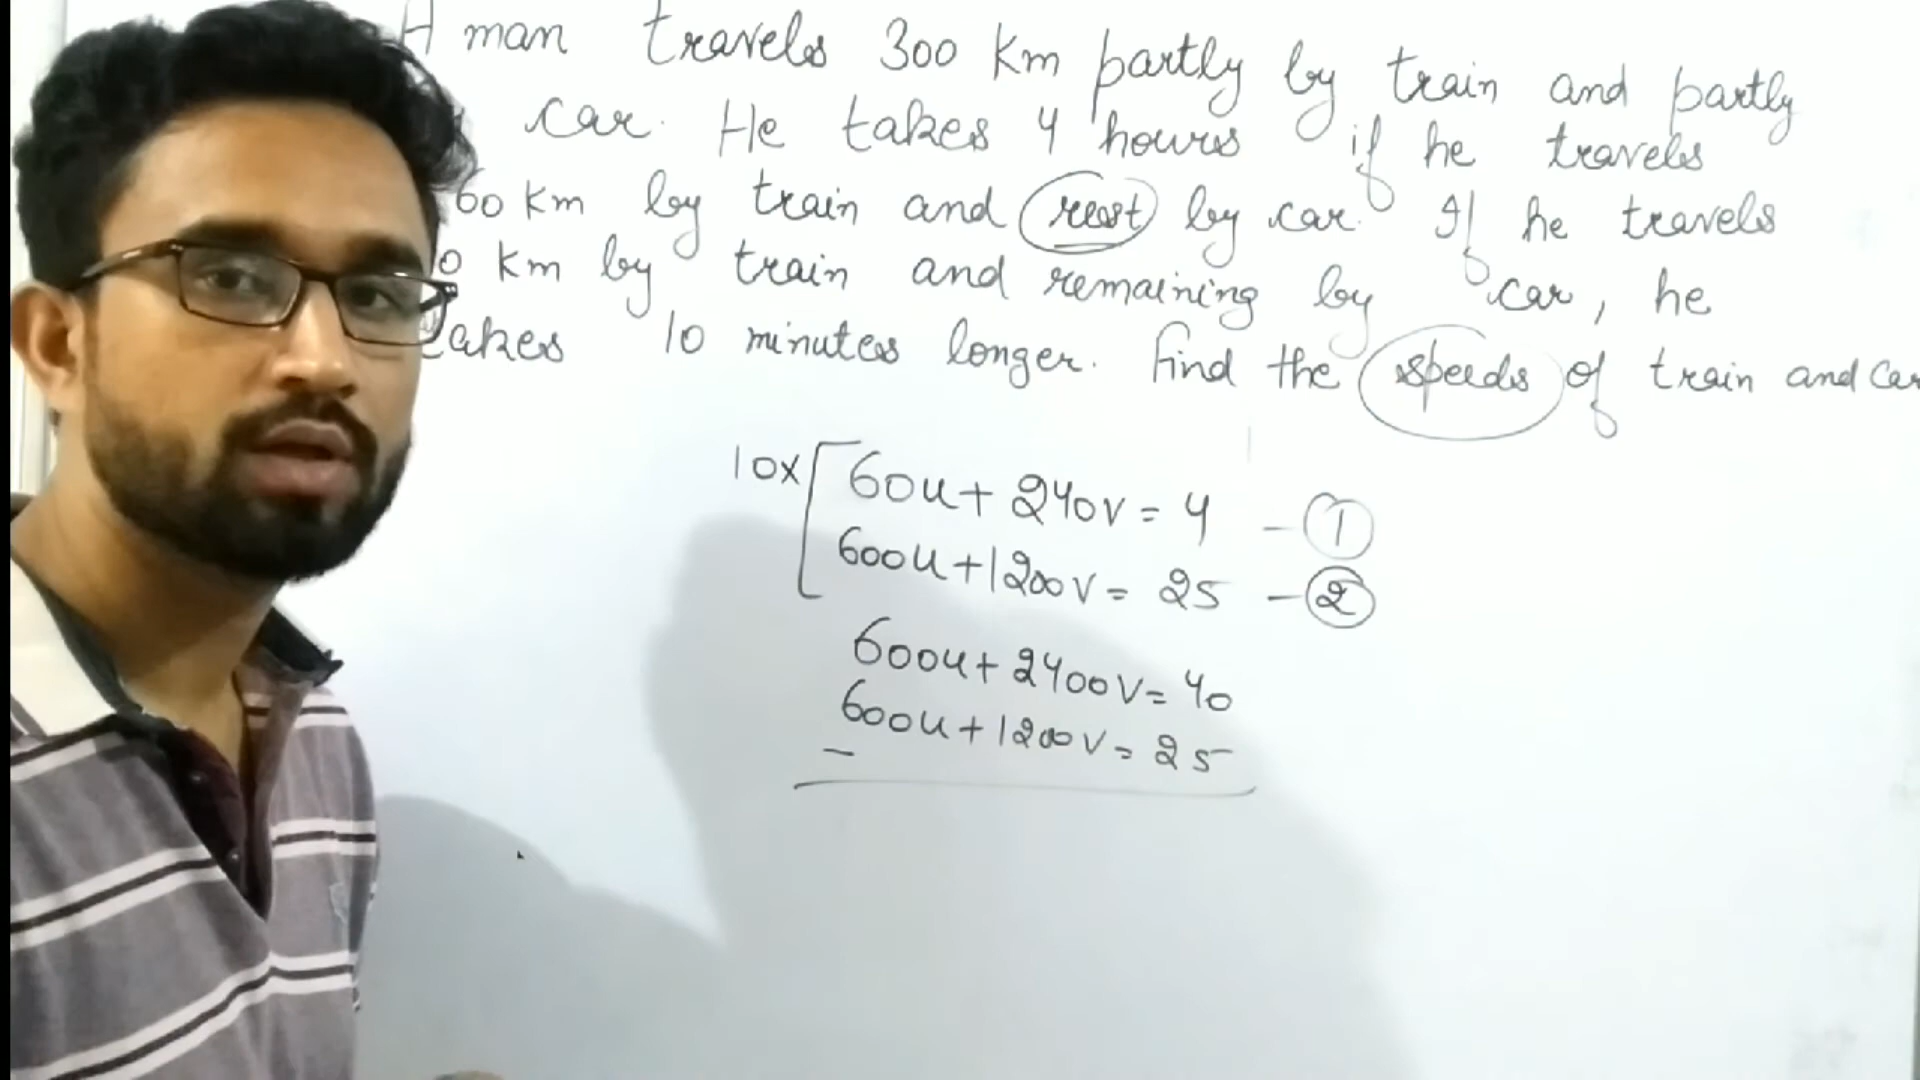 A man travels 300 Km partly by train and partly
car. He takes 4 hours if he travels
60 Km by train and rest by car. If he travels
0 Km by train and remaining by car, he
takes 10 minutes longer. find the speeds of train and Car
10x 60u + 240v = 4 - 1
600u + 1200v = 25 - 2
600u + 2400v = 40
600u + 1200v = 25
-